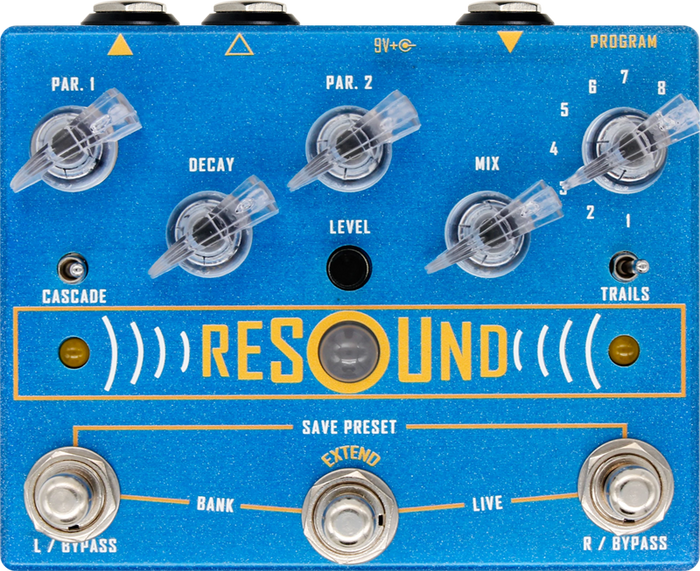 9V+
PROGRAM
PAR. 1
PAR. 2
6 7 8
5
4
3
2 1
DECAY
MIX
LEVEL
CASCADE
TRAILS
RESOUND
SAVE PRESET
EXTEND
BANK
LIVE
L / BYPASS
R / BYPASS